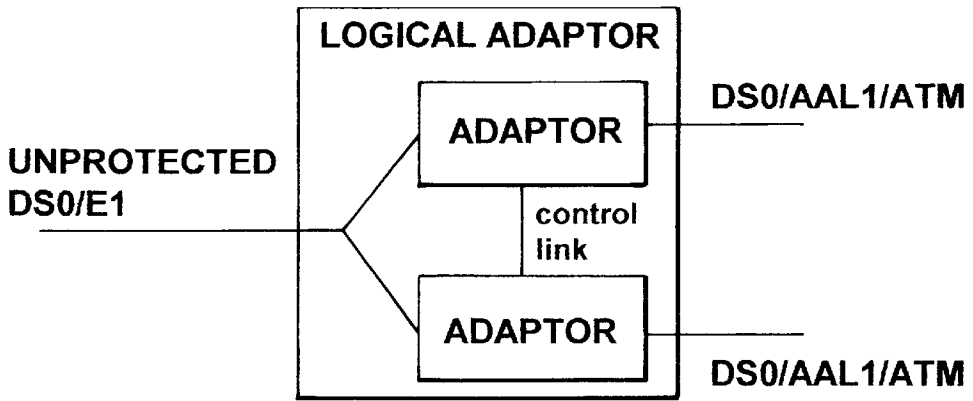 LOGICAL ADAPTOR
DS0/AAL1/ATM
ADAPTOR
UNPROTECTED
DS0/E1
control
link
ADAPTOR
DS0/AAL1/ATM